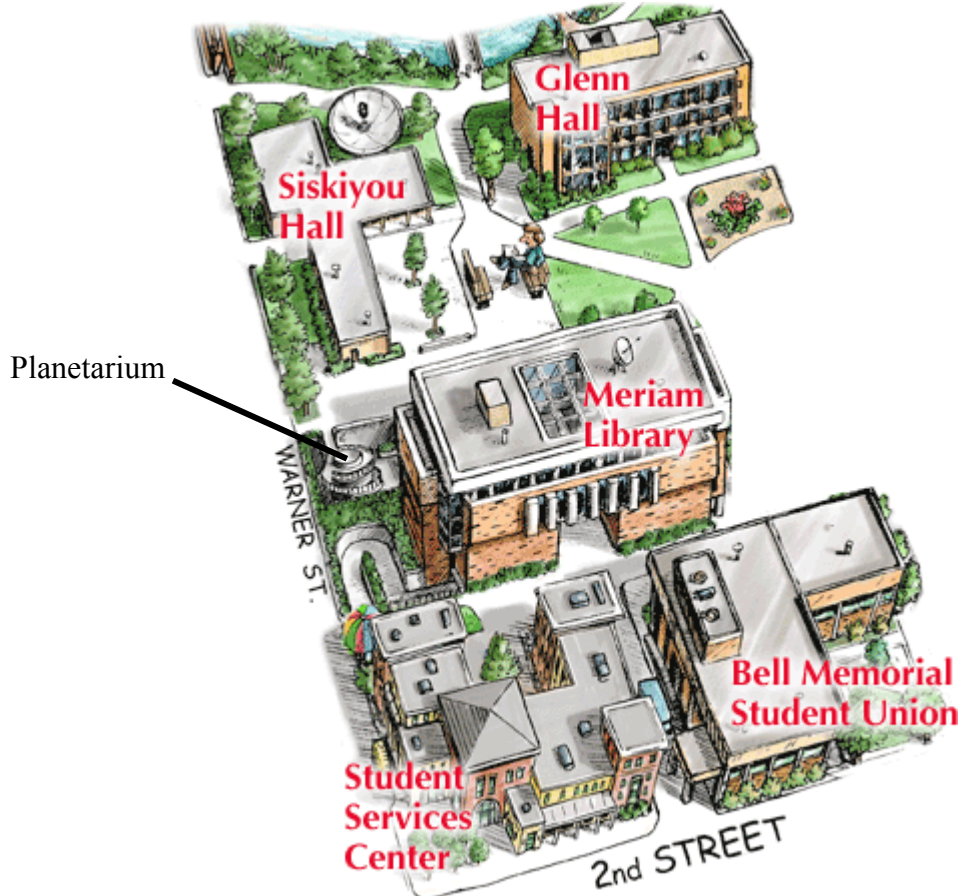 Glenn
Hall
Siskiyou
Hall
Planetarium
Meriam
Library
WARNER ST.
Bell Memorial
Student Union
Student
Services
Center
2nd STREET